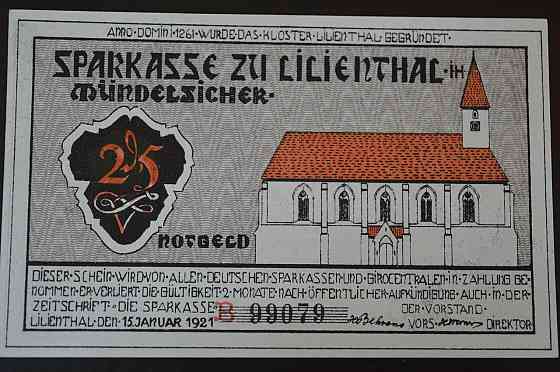 ANNO·DOMINI·1261·WURDE·DAS·KLOSTER·LILIENTHAL·GEGRÜNDET·
SPARKASSE ZU LILIENTHAL·IH·
MÜNDELSICHER·
25
NOTGELD
DIESER·SCHEIN·WIRD·VON·ALLEN·DEUTSCHEN·SPARKASSEN·UND·GIROCENTRALEN·IN·ZAHLUNG GE-
NOMMEN·ER·VERLIERT·DIE·GÜLTIGKEIT·2·MONATE·NACH·ÖFFENTLICHER·AUFKÜNDIGUNG·AUCH·IN·DER·
ZEITSCHRIFT·"DIE·SPARKASSE" B 99079 DER·VORSTAND·
LILIENTHAL·DEN·15·JANUAR 1921 VORS· DIREKTOR